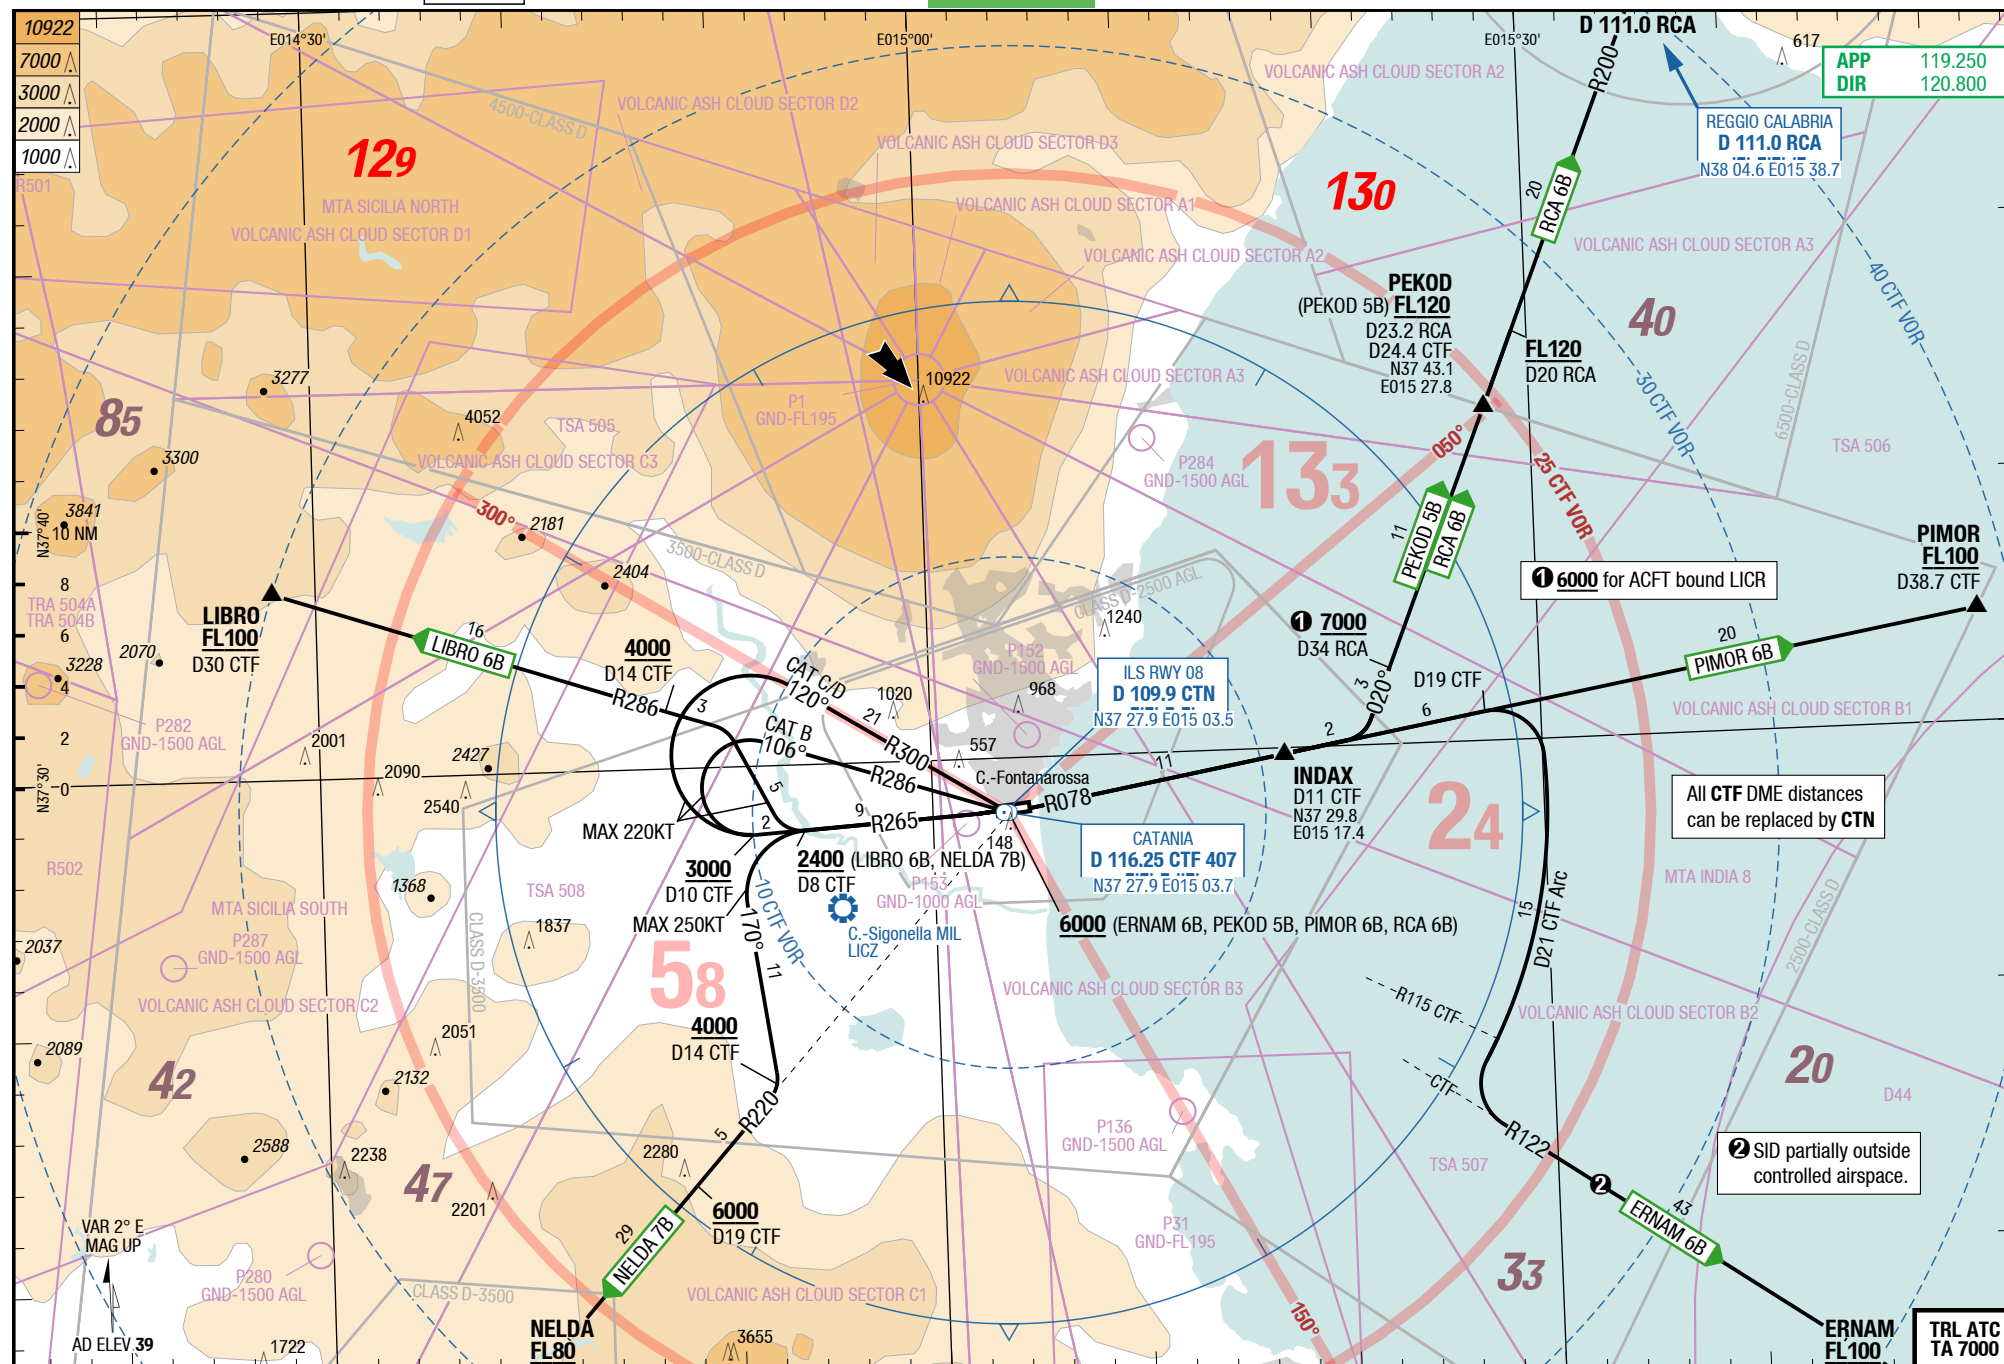 10922
7000
3000
2000
1000
E014°30'
E015°00'
E015°30'
D 111.0 RCA
617
APP 119.250
DIR 120.800
R200
REGGIO CALABRIA
D 111.0 RCA
N38 04.6 E015 38.7
VOLCANIC ASH CLOUD SECTOR A2
VOLCANIC ASH CLOUD SECTOR D2
4500-CLASS D
VOLCANIC ASH CLOUD SECTOR D3
129
130
R501
MTA SICILIA NORTH
VOLCANIC ASH CLOUD SECTOR D1
VOLCANIC ASH CLOUD SECTOR A1
VOLCANIC ASH CLOUD SECTOR A2
20
RCA 6B
VOLCANIC ASH CLOUD SECTOR A3
40 CTF VOR
PEKOD
(PEKOD 5B) FL120
D23.2 RCA
D24.4 CTF
N37 43.1
E015 27.8
40
FL120
D20 RCA
6500-CLASS D
30 CTF VOR
10922
VOLCANIC ASH CLOUD SECTOR A3
3277
4052
P1
GND-FL195
TSA 505
85
VOLCANIC ASH CLOUD SECTOR C3
3300
050°
TSA 506
P284
GND-1500 AGL
133
25 CTF VOR
3841
10 NM
N37°40'
300°
2181
11
PEKOD 5B
RCA 6B
PIMOR
FL100
D38.7 CTF
3500-CLASS D
2404
CLASS D-2500 AGL
1 6000 for ACFT bound LICR
8
TRA 504A
TRA 504B
6
LIBRO
FL100
D30 CTF
16
LIBRO 6B
4000
D14 CTF
1240
1 7000
D34 RCA
20
PIMOR 6B
2070
3228
4
P152
GND-1500 AGL
CAT C/D
120°
1020
968
ILS RWY 08
D 109.9 CTN
N37 27.9 E015 03.5
3
020°
D19 CTF
R286
3
21
CAT B
106°
P282
GND-1500 AGL
2
2001
R300
557
2
6
VOLCANIC ASH CLOUD SECTOR B1
2427
2090
R286
C.-Fontanarossa
11
INDAX
D11 CTF
N37 29.8
E015 17.4
N37°30'
0
2540
5
R078
All CTF DME distances
can be replaced by CTN
MAX 220KT
2
9
R265
24
148
CATANIA
D 116.25 CTF 407
N37 27.9 E015 03.7
R502
1368
TSA 508
3000
D10 CTF
2400 (LIBRO 6B, NELDA 7B)
D8 CTF
P153
GND-1000 AGL
MTA INDIA 8
MTA SICILIA SOUTH
1837
MAX 250KT
10 CTF VOR
C.-Sigonella MIL
LICZ
6000 (ERNAM 6B, PEKOD 5B, PIMOR 6B, RCA 6B)
15
D21 CTF Arc
2037
P287
GND-1500 AGL
CLASS D-3500
170°
11
2500-CLASS D
58
VOLCANIC ASH CLOUD SECTOR C2
VOLCANIC ASH CLOUD SECTOR B3
R115 CTF
VOLCANIC ASH CLOUD SECTOR B2
2051
4000
D14 CTF
2089
42
2132
CTF
20
D44
R220
5
P136
GND-1500 AGL
R122
2588
2238
2280
TSA 507
2 SID partially outside
controlled airspace.
47
2201
6000
D19 CTF
2
43
ERNAM 6B
VAR 2° E
MAG UP
29
NELDA 7B
P31
GND-FL195
33
P280
GND-1500 AGL
CLASS D-3500
VOLCANIC ASH CLOUD SECTOR C1
150°
AD ELEV 39
1722
NELDA
FL80
3655
ERNAM
FL100
TRL ATC
TA 7000